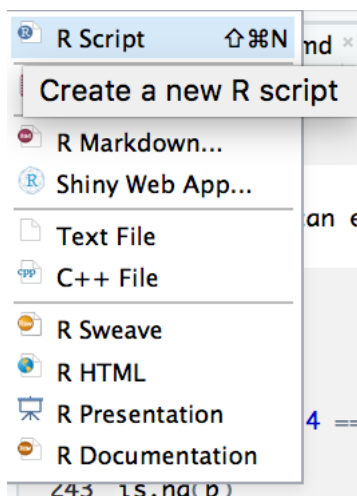 R Script ⇧⌘N
md ×
Create a new R script
R Markdown...
Shiny Web App...
an e
Text File
C++ File
R Sweave
R HTML
R Presentation
4 ==
R Documentation
243 is.na(b)